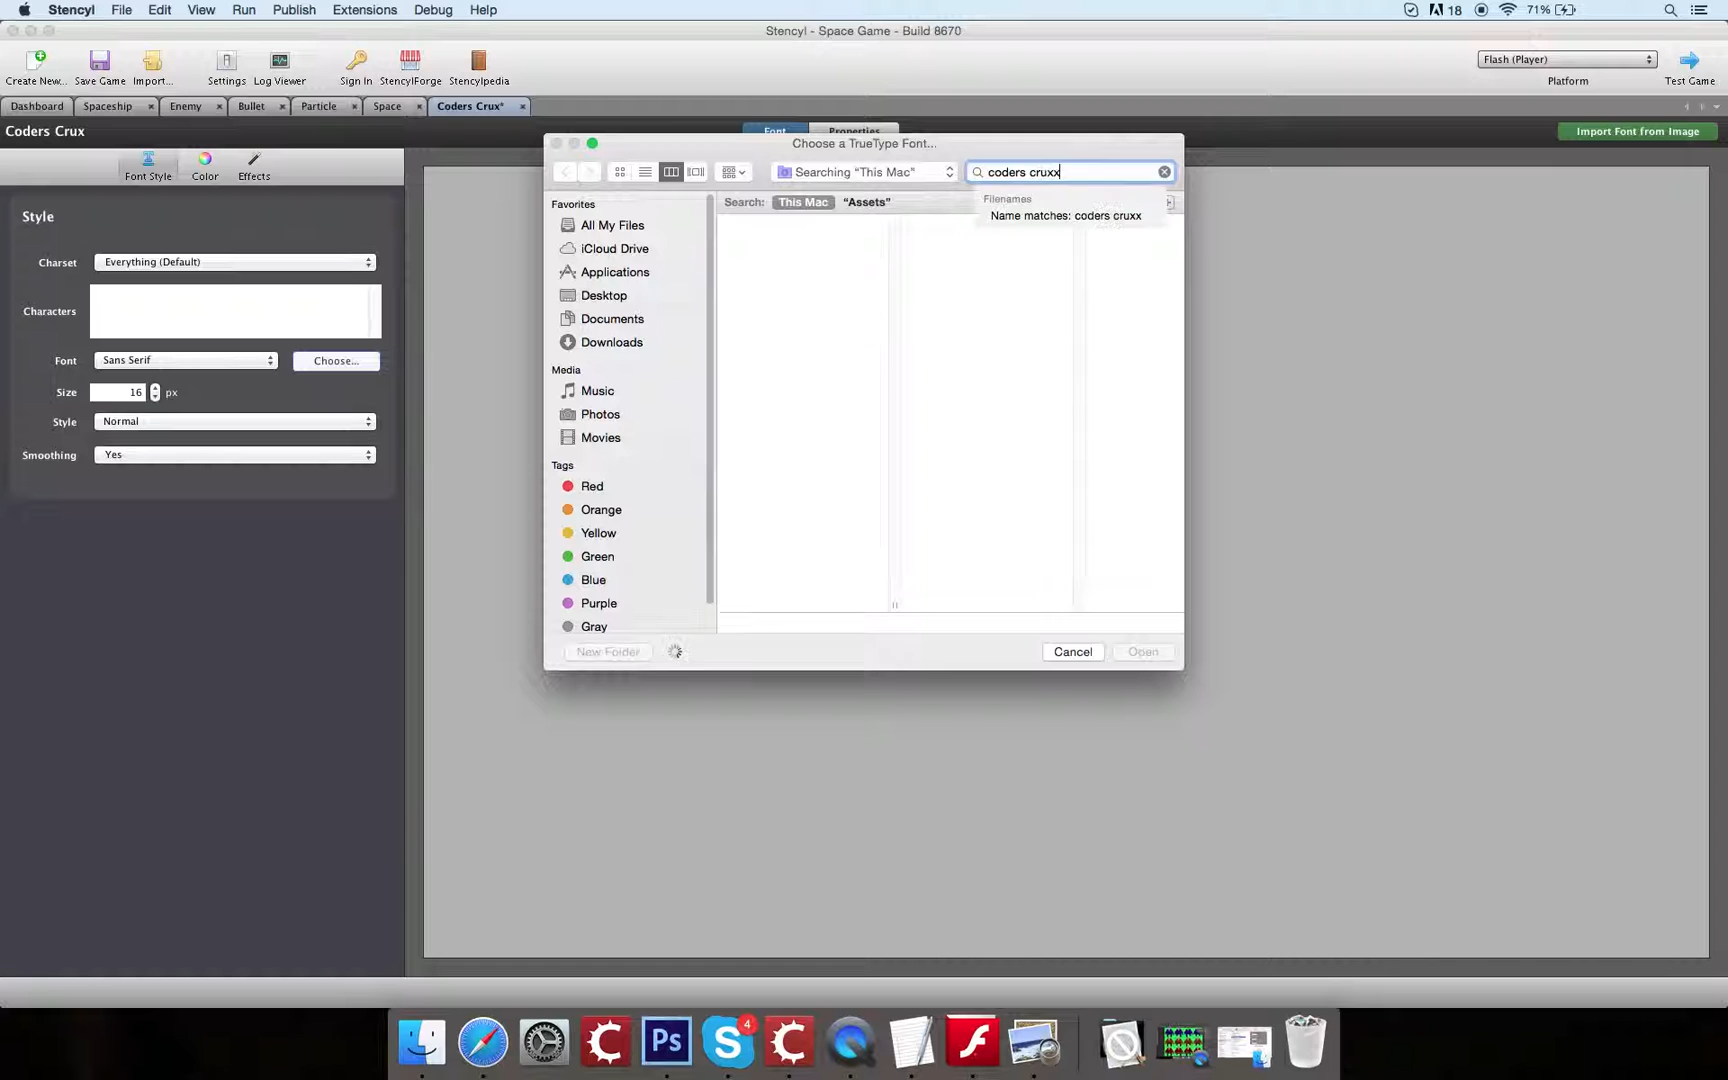 Stencyl File Edit View Run Publish Extensions Debug Help 18 71%
Stencyl - Space Game - Build 8670
Create New... Save Game Import... Settings Log Viewer Sign In StencylForge Stencylpedia
Flash (Player)
Platform
Test Game
Dashboard Spaceship Enemy Bullet Particle Space Coders Crux*
Coders Crux
Font Properties
Import Font from Image
Font Style Color Effects
Style
Charset Everything (Default)
Characters
Font Sans Serif Choose...
Size 16 px
Style Normal
Smoothing Yes
Choose a TrueType Font...
Searching “This Mac”
coders cruxx
Search: This Mac “Assets”
Filenames
Name matches: coders cruxx
Favorites
All My Files
iCloud Drive
Applications
Desktop
Documents
Downloads
Media
Music
Photos
Movies
Tags
Red
Orange
Yellow
Green
Blue
Purple
Gray
New Folder Cancel Open
Ps
4